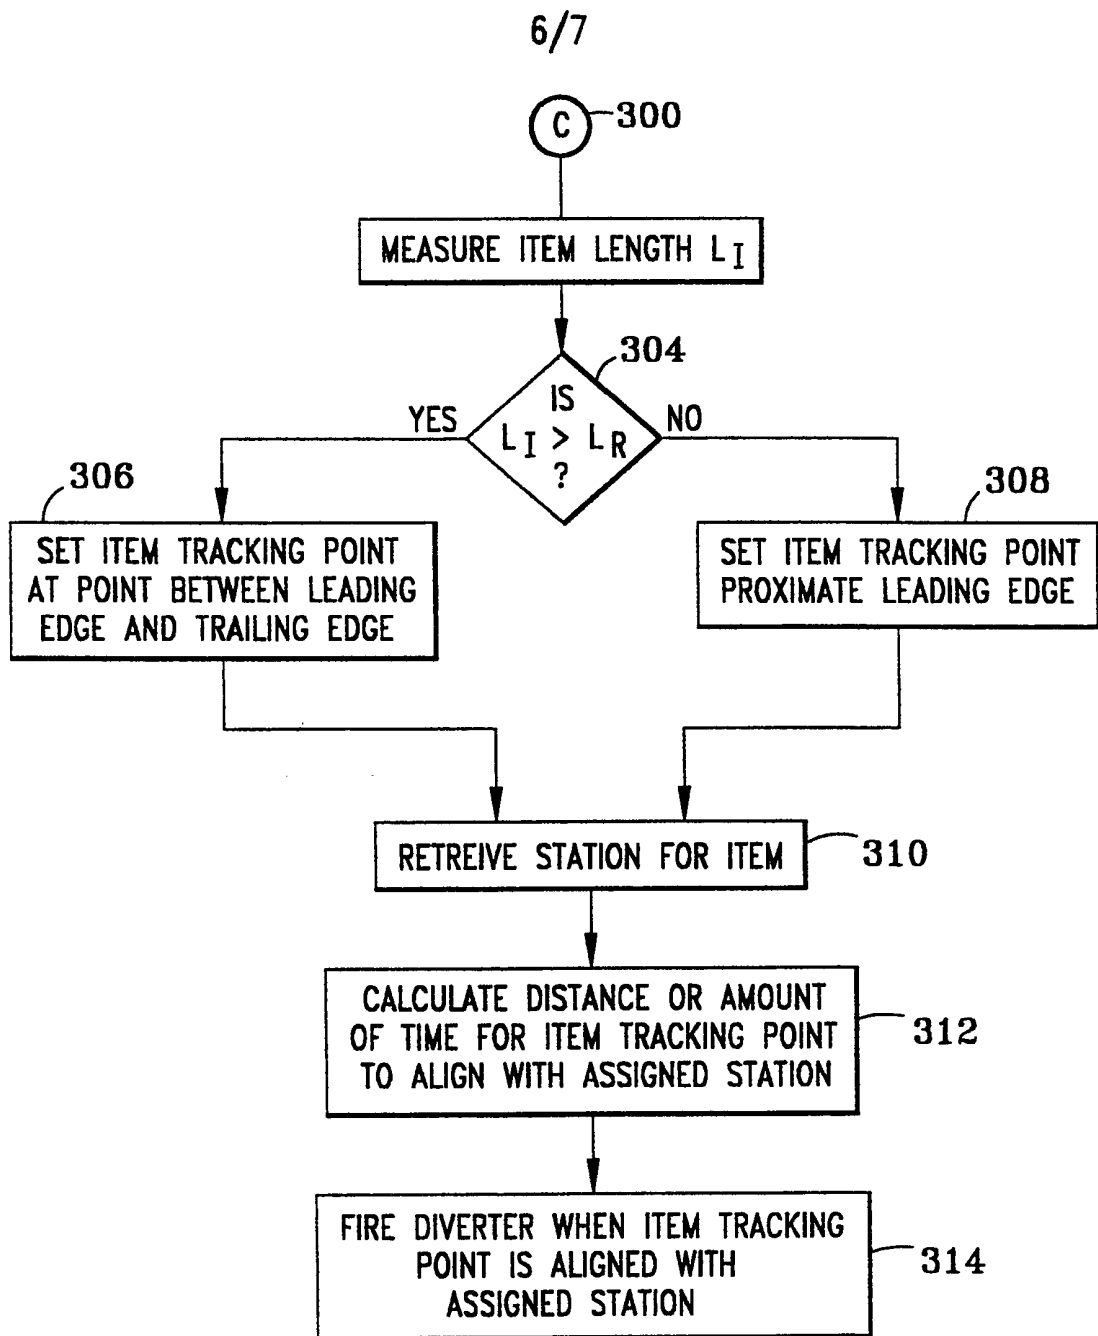 6/7
C
300
MEASURE ITEM LENGTH LI
304
IS
LI > LR
?
YES
NO
306
308
SET ITEM TRACKING POINT
AT POINT BETWEEN LEADING
EDGE AND TRAILING EDGE
SET ITEM TRACKING POINT
PROXIMATE LEADING EDGE
RETREIVE STATION FOR ITEM
310
CALCULATE DISTANCE OR AMOUNT
OF TIME FOR ITEM TRACKING POINT
TO ALIGN WITH ASSIGNED STATION
312
FIRE DIVERTER WHEN ITEM TRACKING
POINT IS ALIGNED WITH
ASSIGNED STATION
314